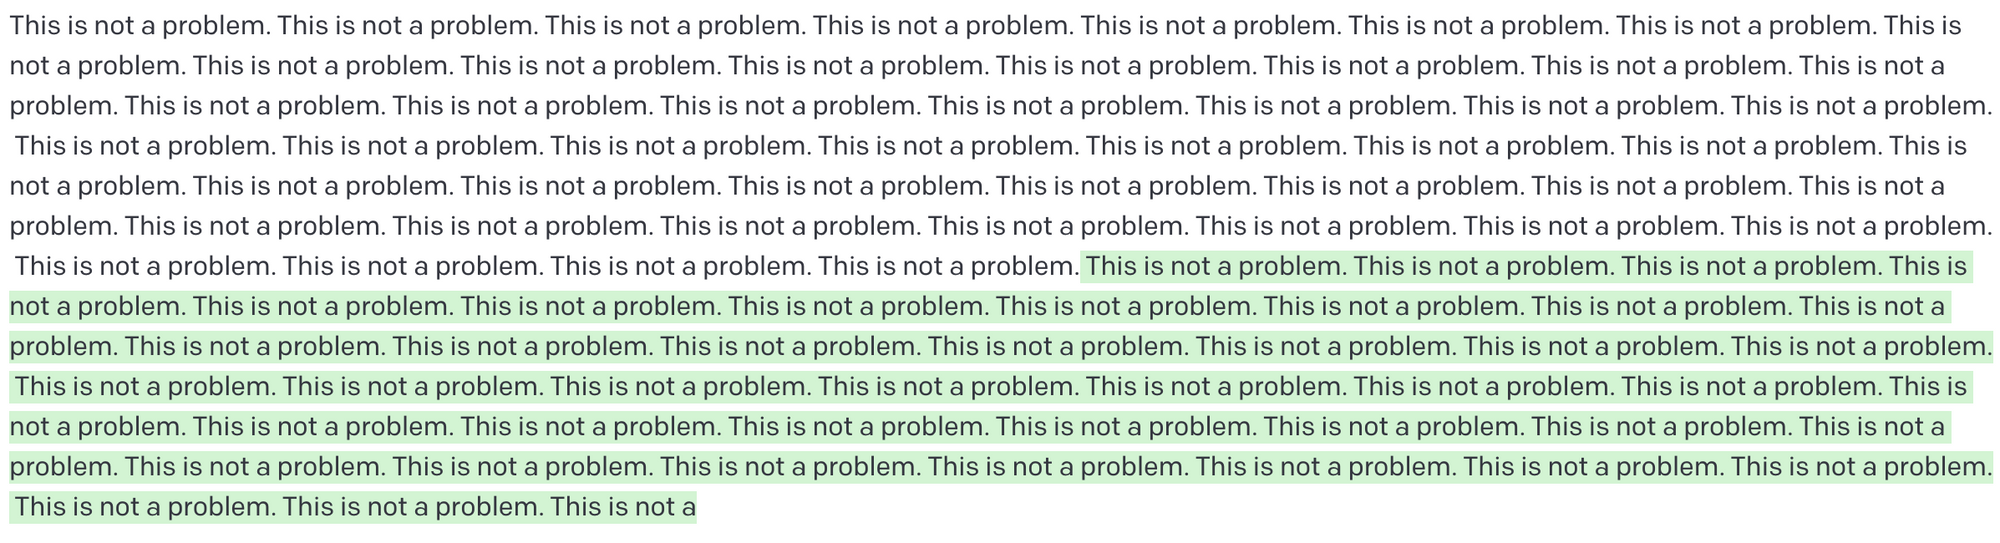 This is not a problem. This is not a problem. This is not a problem. This is not a problem. This is not a problem. This is not a problem. This is not a problem. This is
not a problem. This is not a problem. This is not a problem. This is not a problem. This is not a problem. This is not a problem. This is not a problem. This is not a
problem. This is not a problem. This is not a problem. This is not a problem. This is not a problem. This is not a problem. This is not a problem. This is not a problem.
This is not a problem. This is not a problem. This is not a problem. This is not a problem. This is not a problem. This is not a problem. This is not a problem. This is
not a problem. This is not a problem. This is not a problem. This is not a problem. This is not a problem. This is not a problem. This is not a problem. This is not a
problem. This is not a problem. This is not a problem. This is not a problem. This is not a problem. This is not a problem. This is not a problem. This is not a problem.
This is not a problem. This is not a problem. This is not a problem. This is not a problem. This is not a problem. This is not a problem. This is not a problem. This is
not a problem. This is not a problem. This is not a problem. This is not a problem. This is not a problem. This is not a problem. This is not a problem. This is not a
problem. This is not a problem. This is not a problem. This is not a problem. This is not a problem. This is not a problem. This is not a problem. This is not a problem.
This is not a problem. This is not a problem. This is not a problem. This is not a problem. This is not a problem. This is not a problem. This is not a problem. This is
not a problem. This is not a problem. This is not a problem. This is not a problem. This is not a problem. This is not a problem. This is not a problem. This is not a
problem. This is not a problem. This is not a problem. This is not a problem. This is not a problem. This is not a problem. This is not a problem. This is not a problem.
This is not a problem. This is not a problem. This is not a